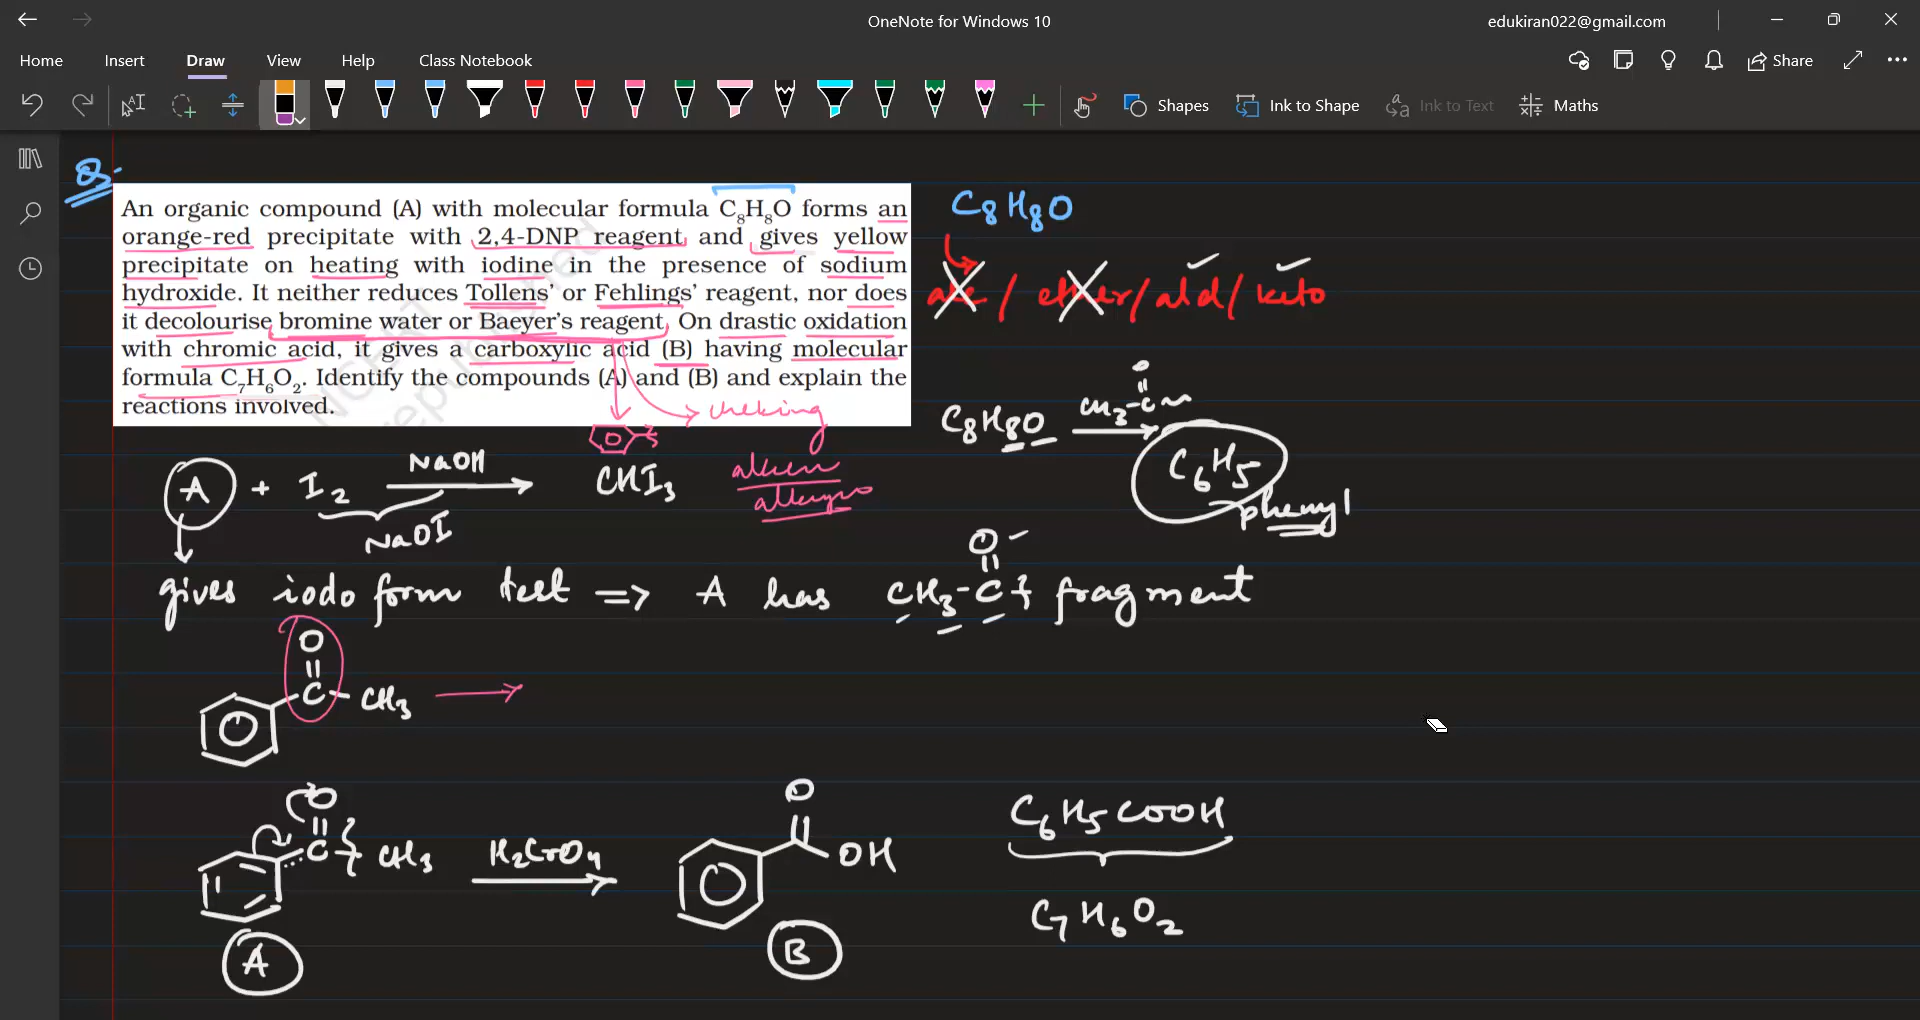 OneNote for Windows 10
edukiran022@gmail.com
Home Insert Draw View Help Class Notebook
Share
Shapes Ink to Shape Ink to Text Maths
Q.
An organic compound (A) with molecular formula C₈H₈O forms an
orange-red precipitate with 2,4-DNP reagent and gives yellow
precipitate on heating with iodine in the presence of sodium
hydroxide. It neither reduces Tollens' or Fehlings' reagent, nor does
it decolourise bromine water or Baeyer's reagent. On drastic oxidation
with chromic acid, it gives a carboxylic acid (B) having molecular
formula C₇H₆O₂. Identify the compounds (A) and (B) and explain the
reactions involved.
C₈H₈O
alc / ether / ald / keto
C₈H₈O
CH₃-C~
O
C₆H₅
phenyl
A + I₂ NaOH CHI₃
NaOI
gives iodoform test => A has CH₃-C fragment
O
O
C-CH₃
O
C CH₃ H₂CrO₄
O
OH
C₆H₅COOH
C₇H₆O₂
A
B